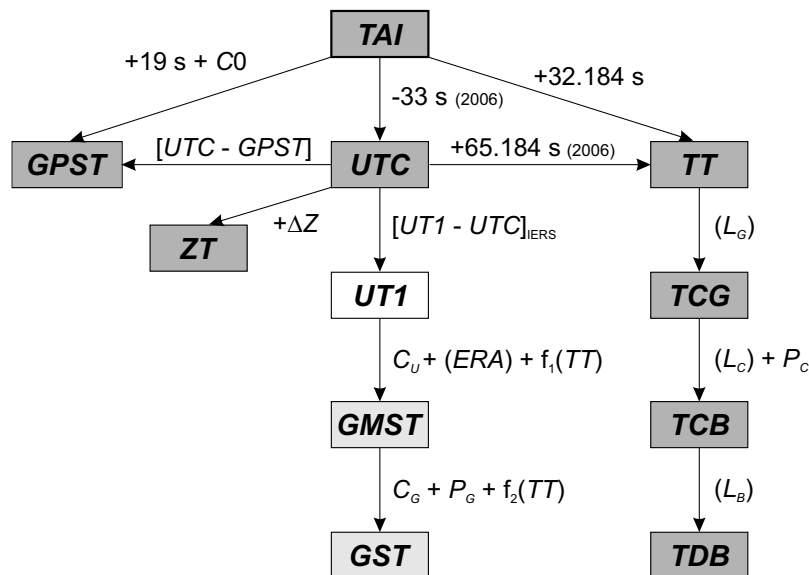 TAI
+19 s + C0
+32.184 s
-33 s (2006)
GPST
[UTC - GPST]
UTC
+65.184 s (2006)
TT
+ΔZ
[UT1 - UTC]IERS
(LG)
ZT
UT1
TCG
CU + (ERA) + f1(TT)
(LC) + PC
GMST
TCB
CG + PG + f2(TT)
(LB)
GST
TDB